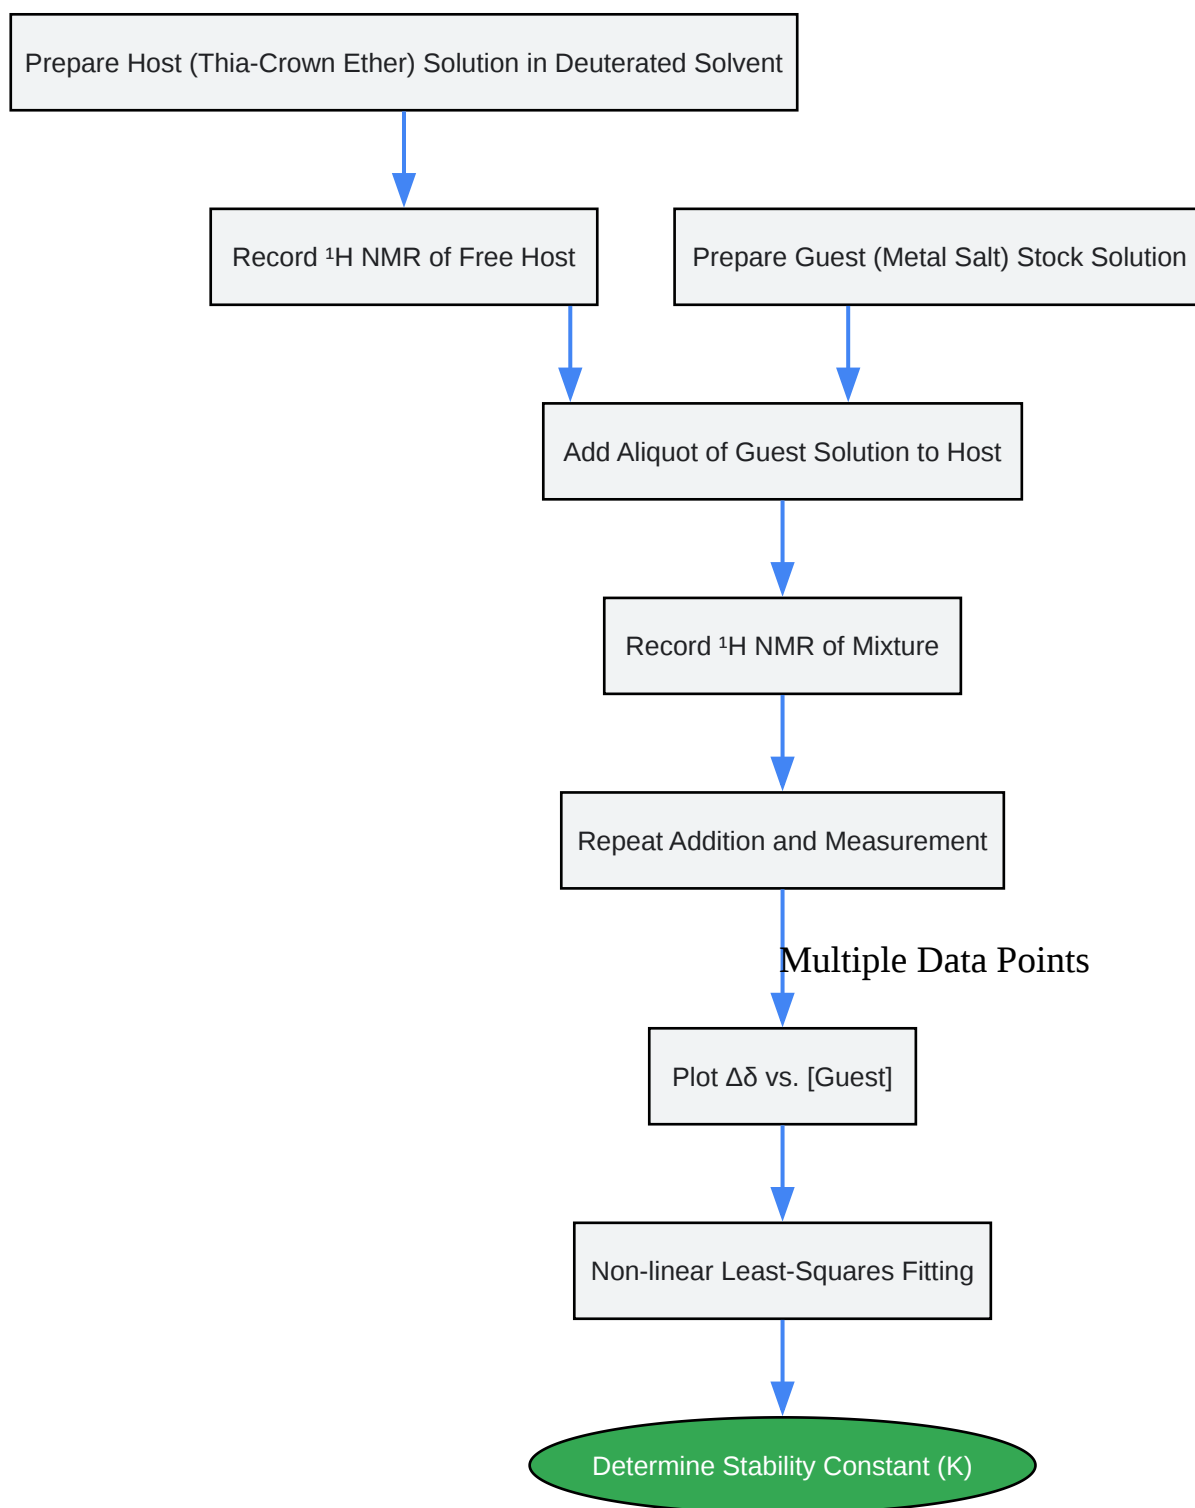 Prepare Host (Thia-Crown Ether) Solution in Deuterated Solvent
Record ¹H NMR of Free Host
Prepare Guest (Metal Salt) Stock Solution
Add Aliquot of Guest Solution to Host
Record ¹H NMR of Mixture
Repeat Addition and Measurement
Multiple Data Points
Plot Δδ vs. [Guest]
Non-linear Least-Squares Fitting
Determine Stability Constant (K)